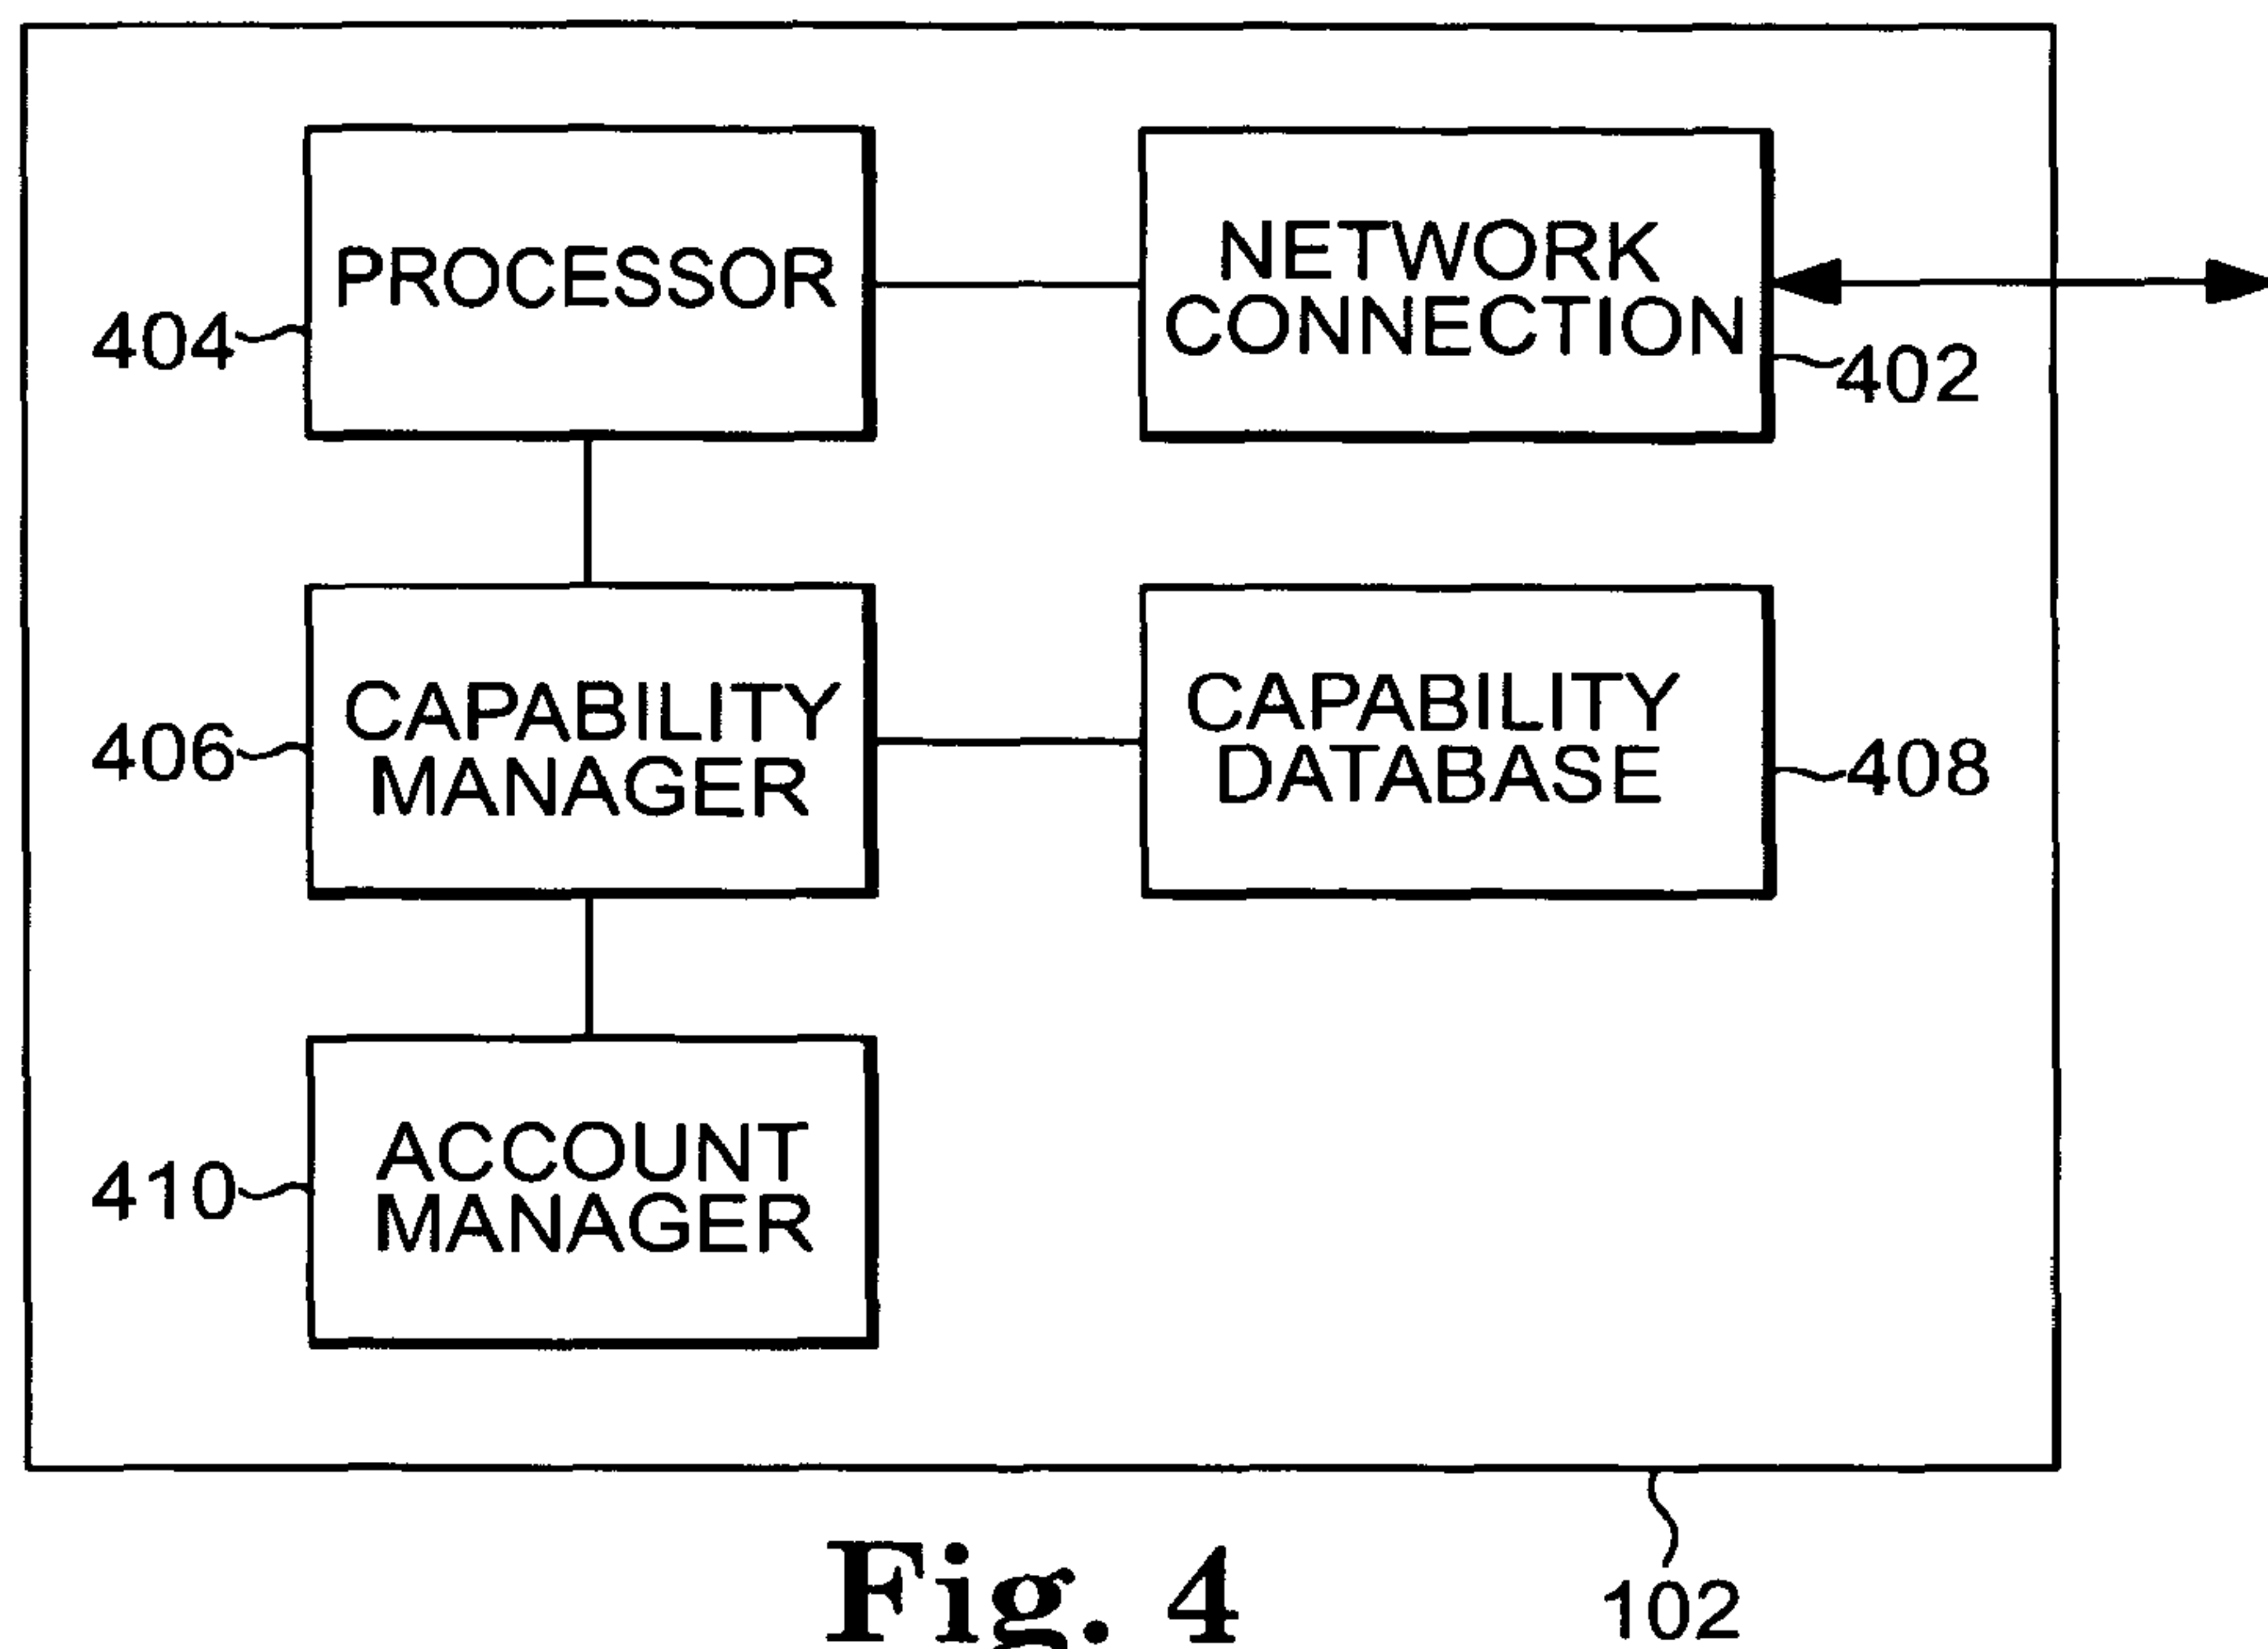 PROCESSOR
404
NETWORK
CONNECTION
402
CAPABILITY
MANAGER
406
CAPABILITY
DATABASE
408
ACCOUNT
MANAGER
410
102
Fig. 4